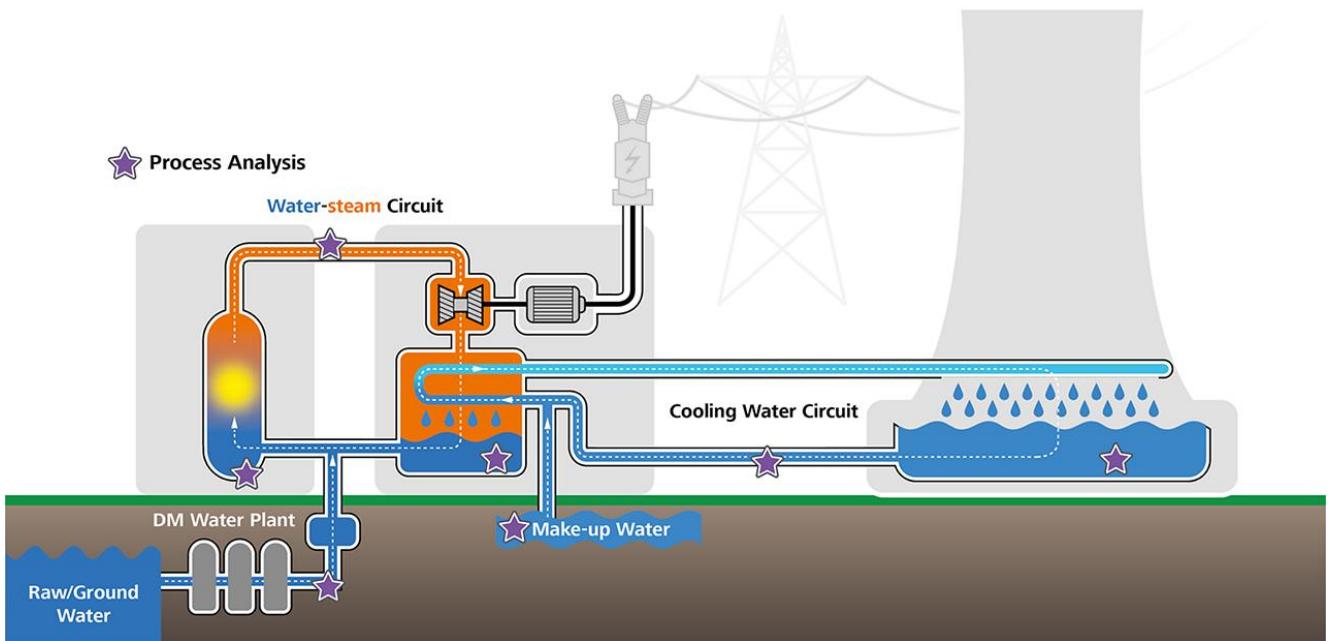 Process Analysis
Water-steam Circuit
Cooling Water Circuit
DM Water Plant
Make-up Water
Raw/Ground
Water